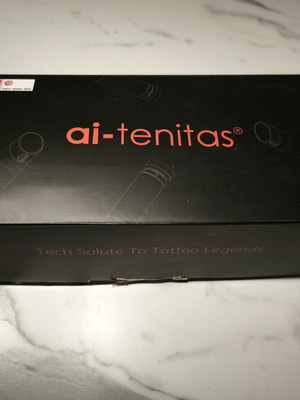 ai-tenitas®
Tech Salute To Tattoo Legends